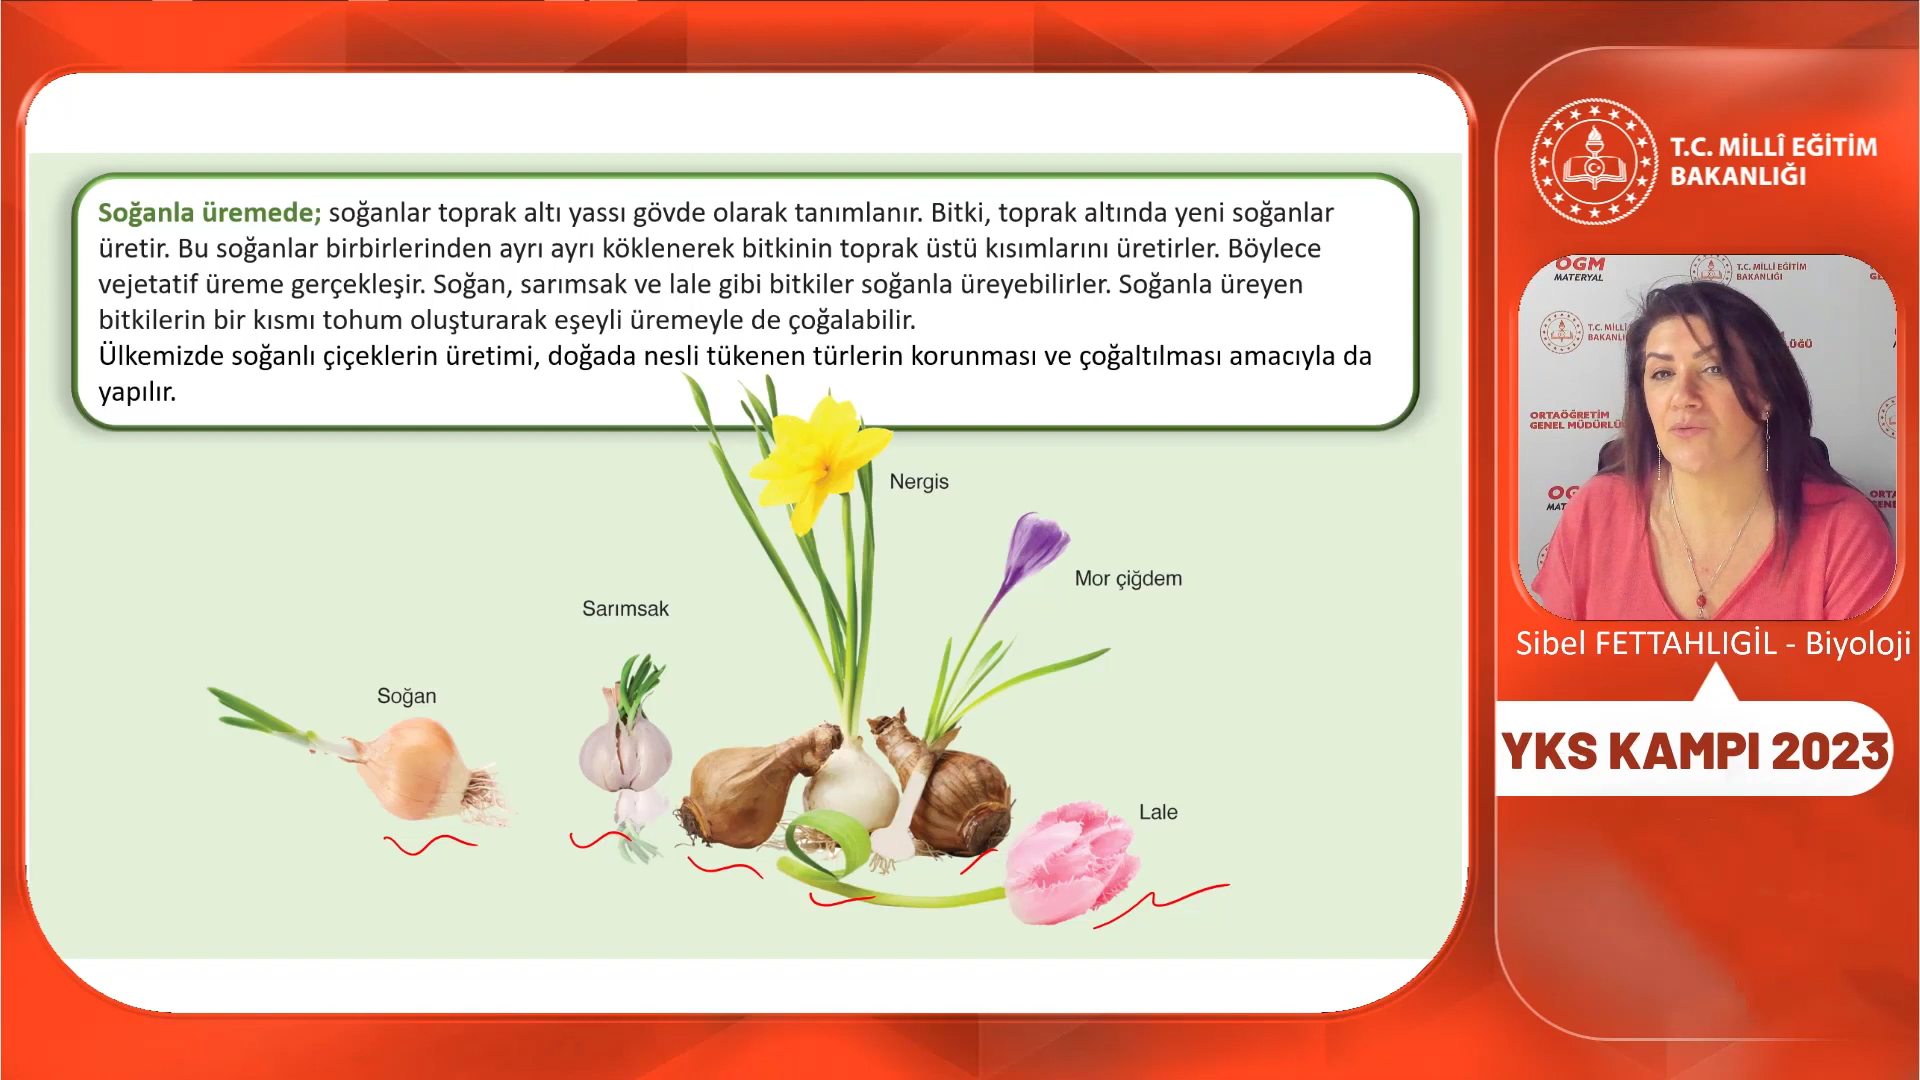 Soğanla üremede; soğanlar toprak altı yassı gövde olarak tanımlanır. Bitki, toprak altında yeni soğanlar
üretir. Bu soğanlar birbirlerinden ayrı ayrı köklenerek bitkinin toprak üstü kısımlarını üretirler. Böylece
vejetatif üreme gerçekleşir. Soğan, sarımsak ve lale gibi bitkiler soğanla üreyebilirler. Soğanla üreyen
bitkilerin bir kısmı tohum oluşturarak eşeyli üremeyle de çoğalabilir.
Ülkemizde soğanlı çiçeklerin üretimi, doğada nesli tükenen türlerin korunması ve çoğaltılması amacıyla da
yapılır.
Nergis
Mor çiğdem
Sarımsak
Soğan
Lale
T.C. MİLLÎ EĞİTİM
BAKANLIĞI
OGM
MATERYAL
T.C. MİLLÎ EĞİTİM
BAKANLIĞI
ORTAÖĞRETİM
GENEL MÜDÜRLÜ
Sibel FETTAHLIGİL - Biyoloji
YKS KAMPI 2023